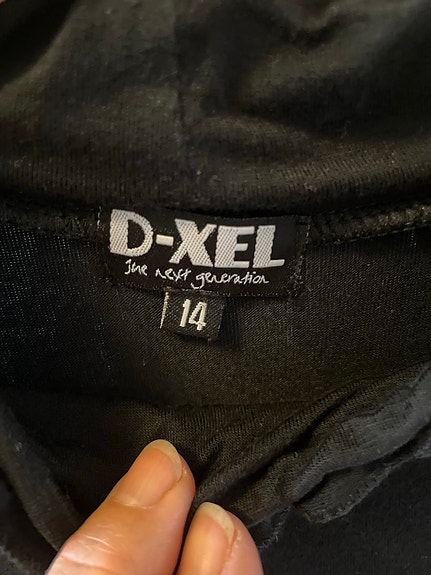 D-XEL
the next generation
14